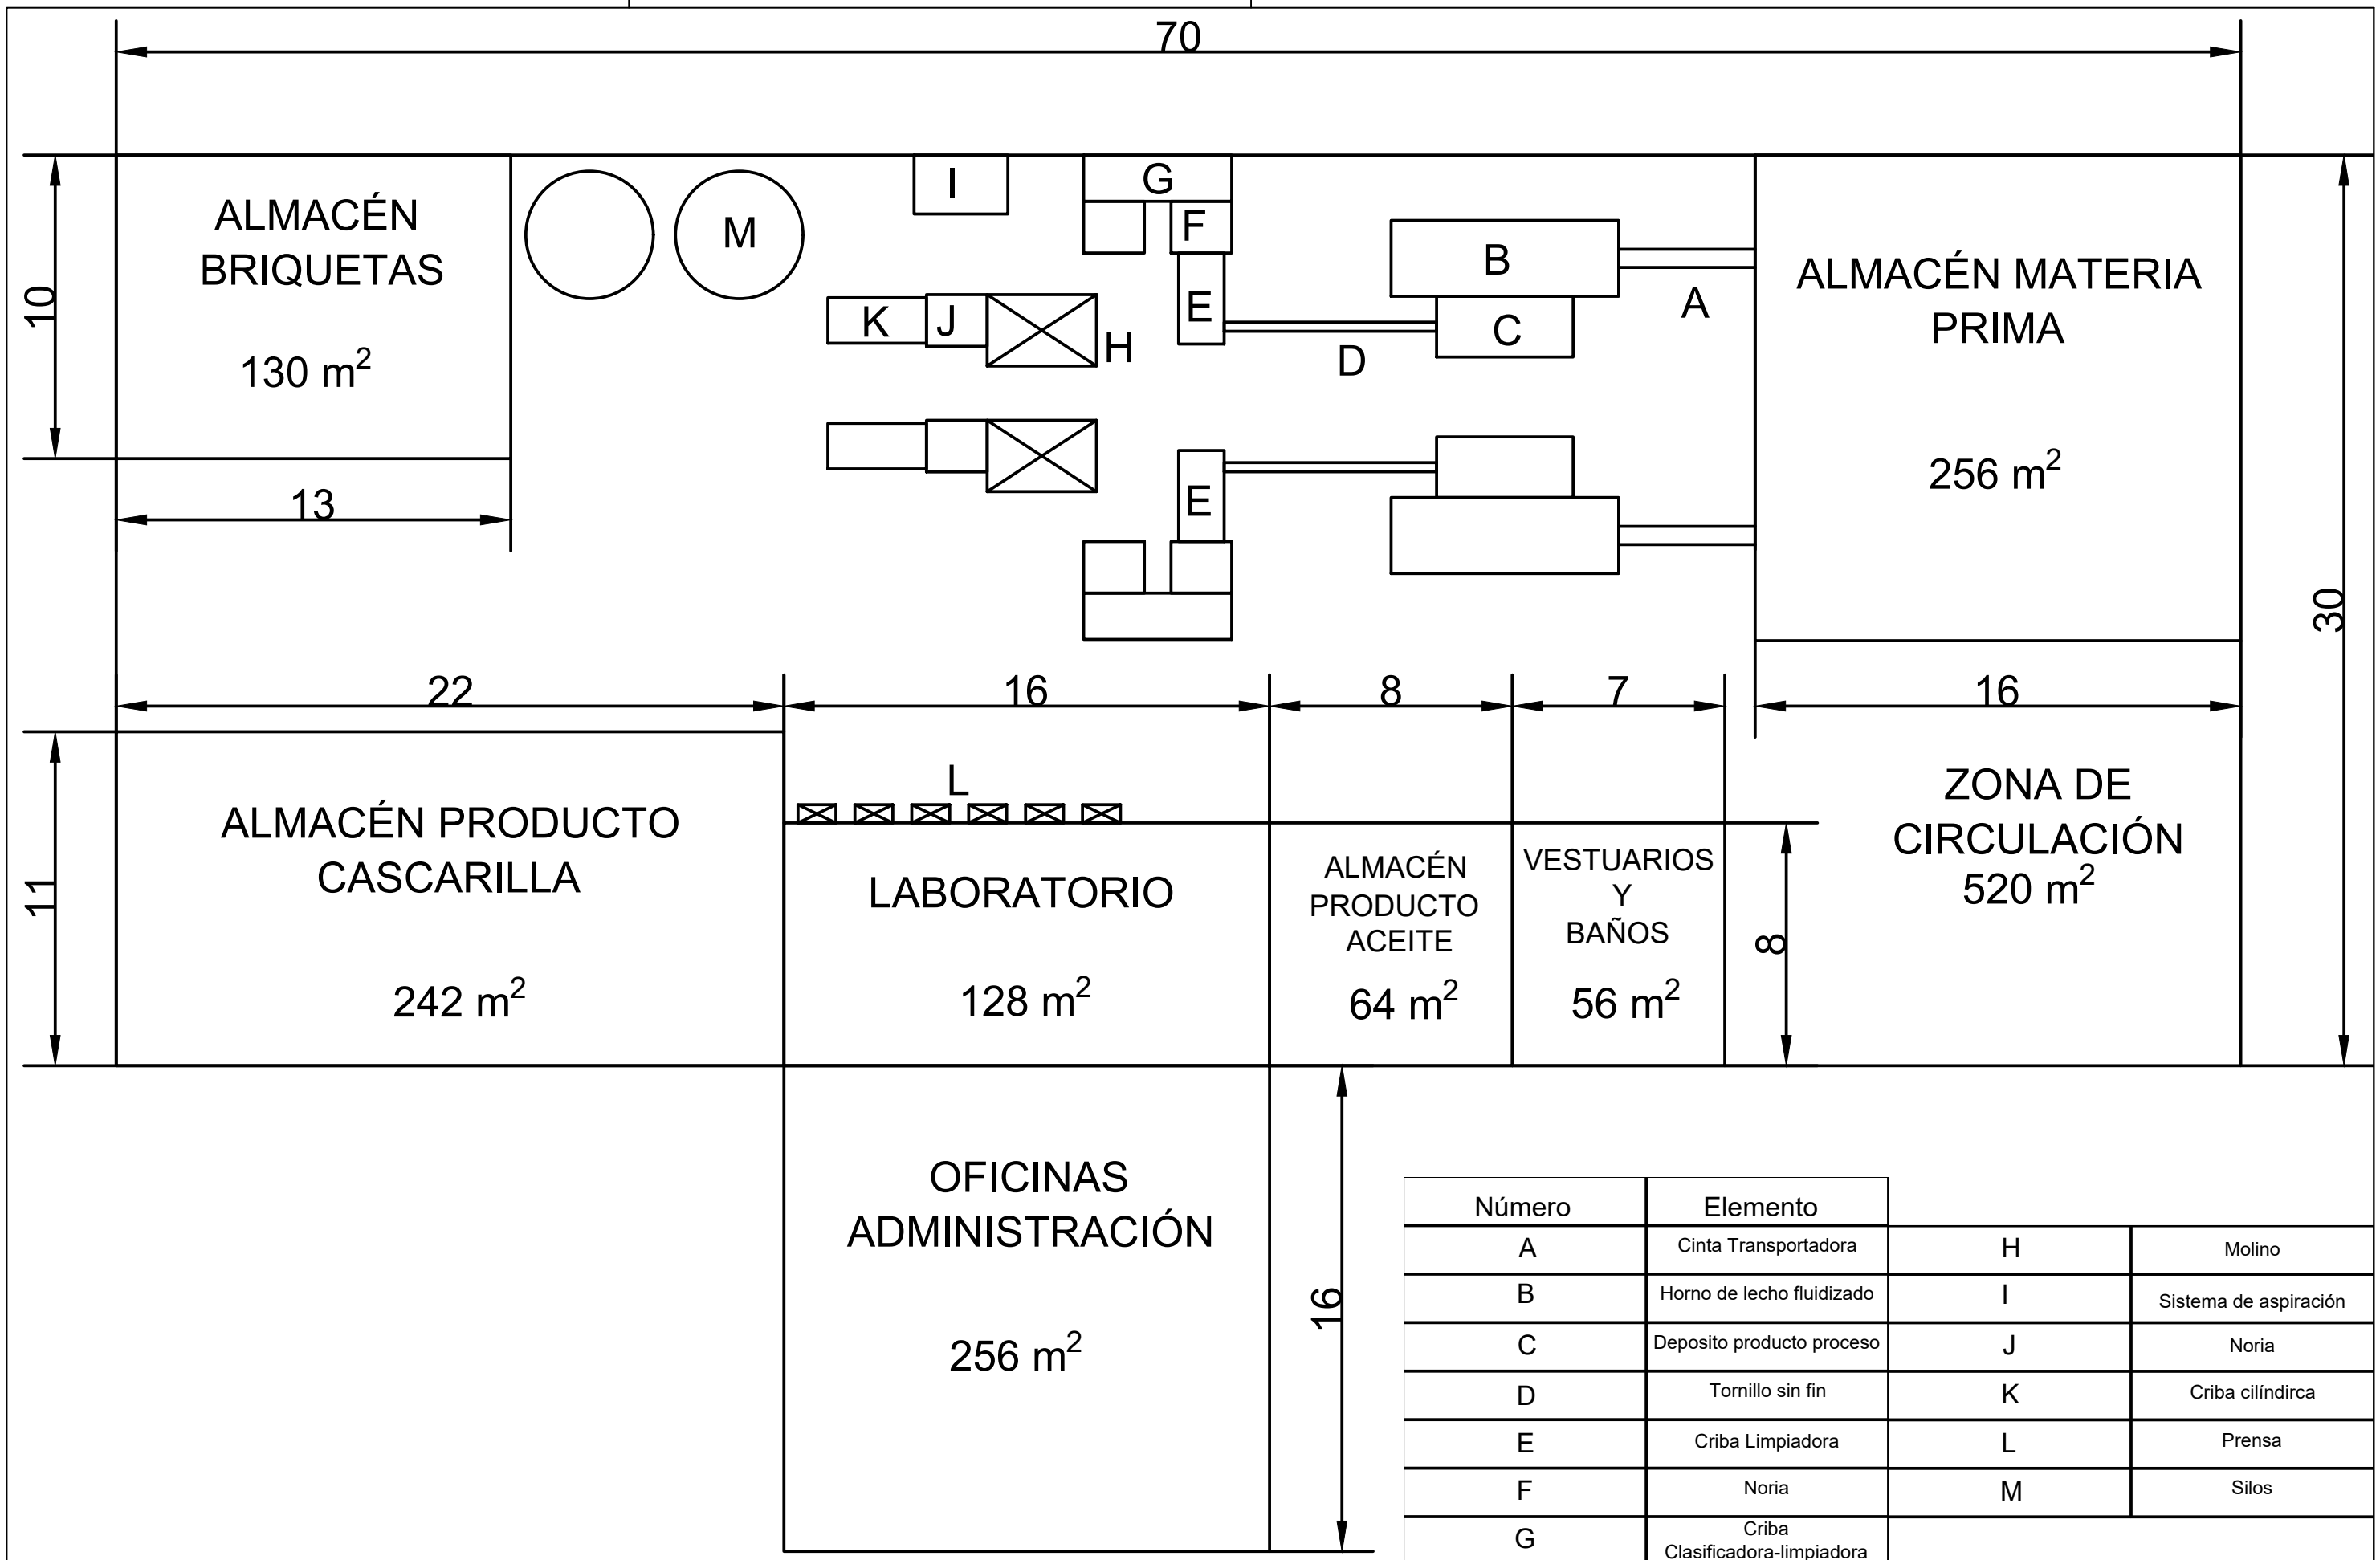 70
ALMACÉN
BRIQUETAS
130 m²
10
13
M
I
G
F
E
K
J
H
D
B
C
A
E
ALMACÉN MATERIA
PRIMA
256 m²
30
22
16
8
7
16
11
ALMACÉN PRODUCTO
CASCARILLA
242 m²
L
LABORATORIO
128 m²
ALMACÉN
PRODUCTO
ACEITE
64 m²
VESTUARIOS
Y
BAÑOS
56 m²
8
ZONA DE
CIRCULACIÓN
520 m²
OFICINAS
ADMINISTRACIÓN
256 m²
16
Número Elemento
A Cinta Transportadora H Molino
B Horno de lecho fluidizado I Sistema de aspiración
C Deposito producto proceso J Noria
D Tornillo sin fin K Criba cilíndirca
E Criba Limpiadora L Prensa
F Noria M Silos
G Criba
Clasificadora-limpiadora